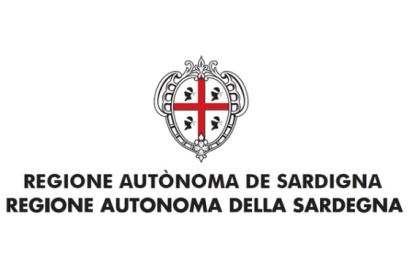 REGIONE AUTÒNOMA DE SARDIGNA
REGIONE AUTONOMA DELLA SARDEGNA